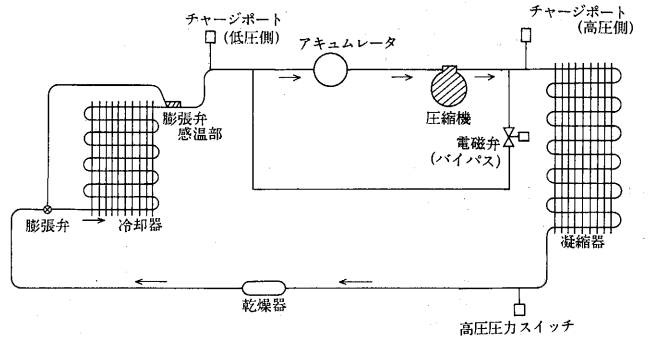 チャージポート
(低圧側)
アキュムレータ
チャージポート
(高圧側)
膨張弁
感温部
圧縮機
電磁弁
(バイパス)
膨張弁
冷却器
凝縮器
乾燥器
高圧圧力スイッチ